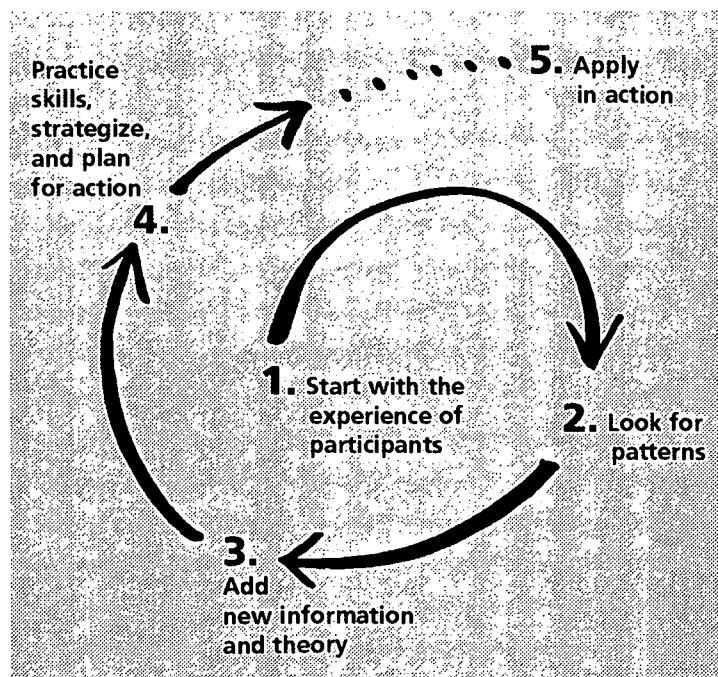 1. Start with the
experience of
participants
2. Look for
patterns
3.
Add
new information
and theory
Practice
skills,
strategize,
and plan
for action
4.
5. Apply
in action